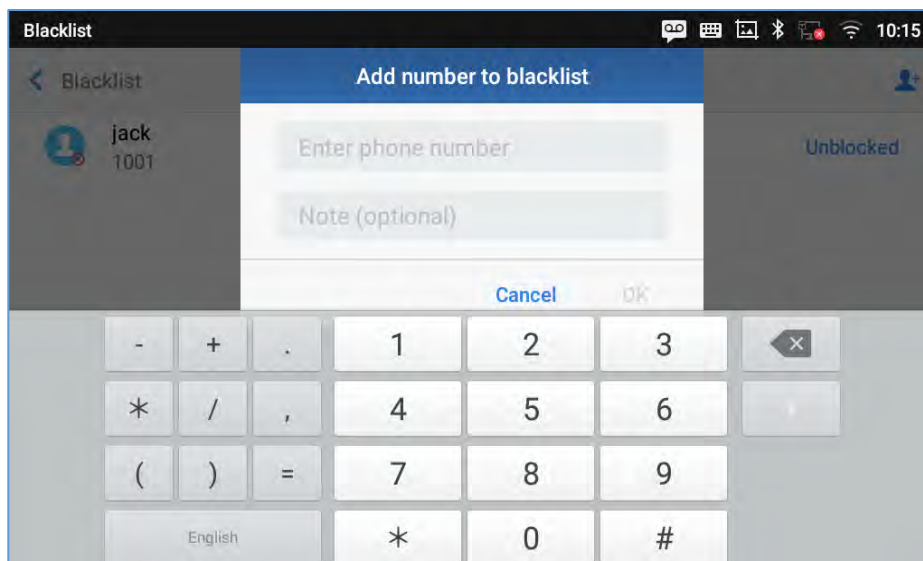 Blacklist 10:15
Add number to blacklist
Blacklist
jack
1001
Unblocked
Enter phone number
Note (optional)
Cancel OK
- + . 1 2 3
* / , 4 5 6
( ) = 7 8 9
English * 0 #